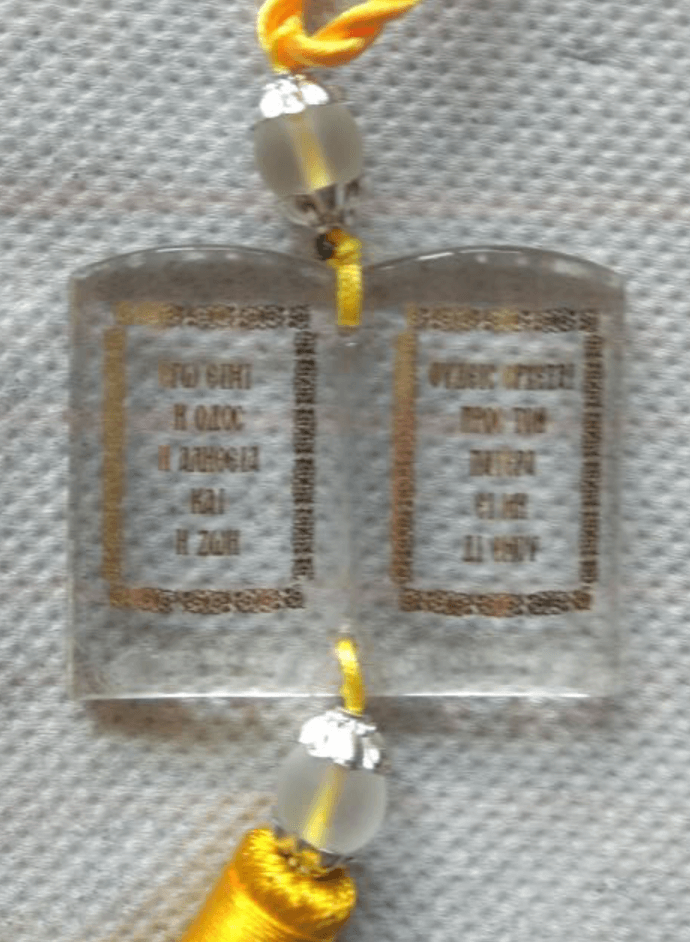 ΕΓΩ ΕΙΜΙ
Η ΟΔΟΣ
Η ΑΛΗΘΕΙΑ
ΚΑΙ
Η ΖΩΗ
ΟΥΔΕΙΣ ΕΡΧΕΤΑΙ
ΠΡΟΣ ΤΟΝ
ΠΑΤΕΡΑ
ΕΙ ΜΗ
ΔΙ ΕΜΟΥ